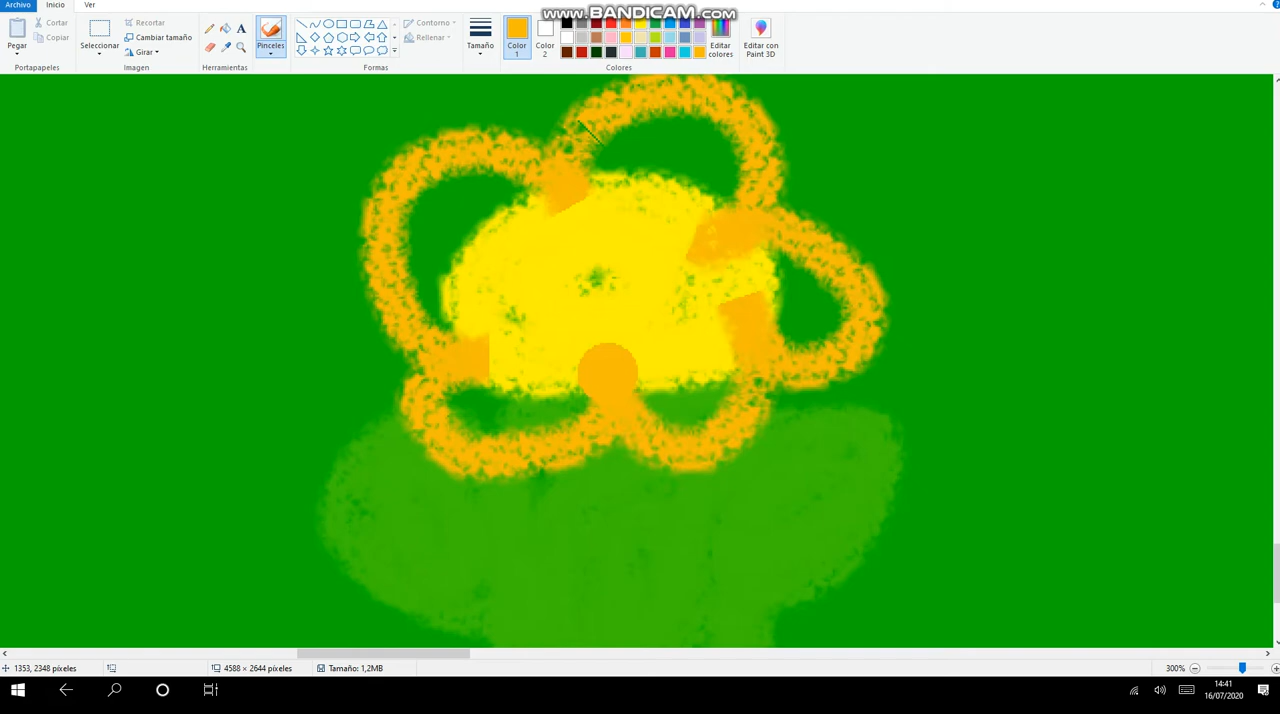 www.BANDICAM.com
Archivo Inicio Ver
Pegar
Cortar
Copiar
Portapapeles
Seleccionar
Recortar
Cambiar tamaño
Girar
Imagen
A
Herramientas
Pinceles
Contorno
Rellenar
Formas
Tamaño
Color
1
Color
2
Editar
colores
Colores
Editar con
Paint 3D
1353, 2348 píxeles
4588 × 2644 píxeles
Tamaño: 1,2MB
300%
14:41
16/07/2020